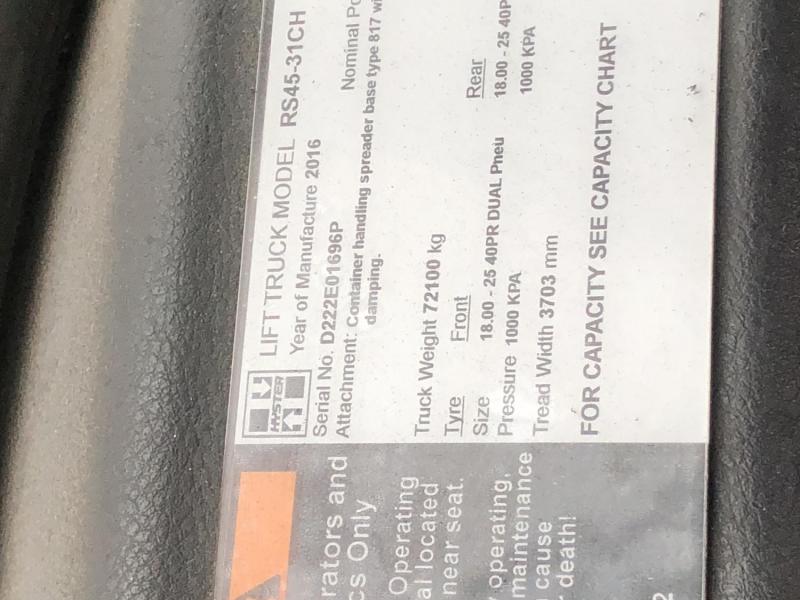 HYSTER
LIFT TRUCK MODEL RS45-31CH
Year of Manufacture 2016
Serial No. D222E01696P Nominal
Attachment: Container handling spreader base type 817
damping.
Truck Weight 72100 kg
Tyre Front Rear
Size 18.00 - 25 40PR DUAL Pneu 18.00 - 25 40P
Pressure 1000 KPA 1000 KPA
Tread Width 3703 mm
FOR CAPACITY SEE CAPACITY CHART
rators and
cs Only
Operating
al located
near seat.
operating,
maintenance
cause
death!
2